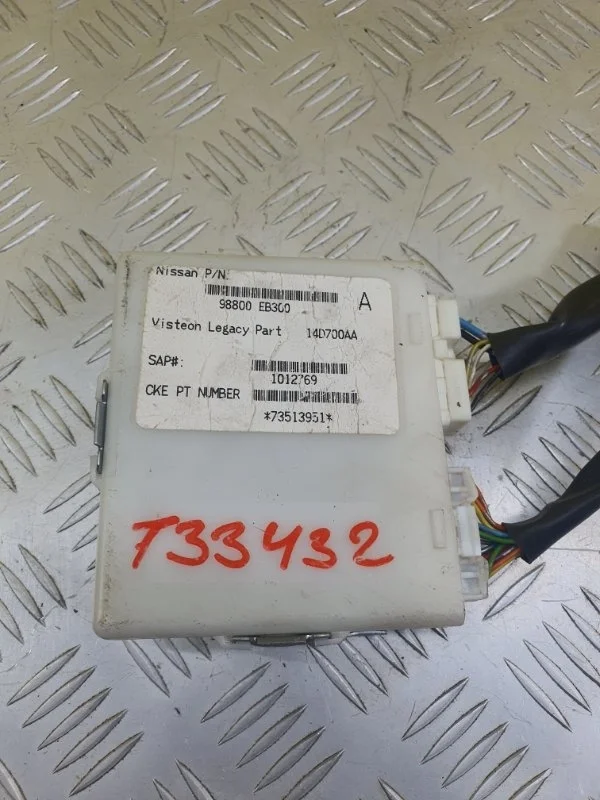 Nissan P/N:
98800 EB300 A
Visteon Legacy Part 14D700AA
SAP#:
1012769
CKE PT NUMBER
*73513951*
T33432